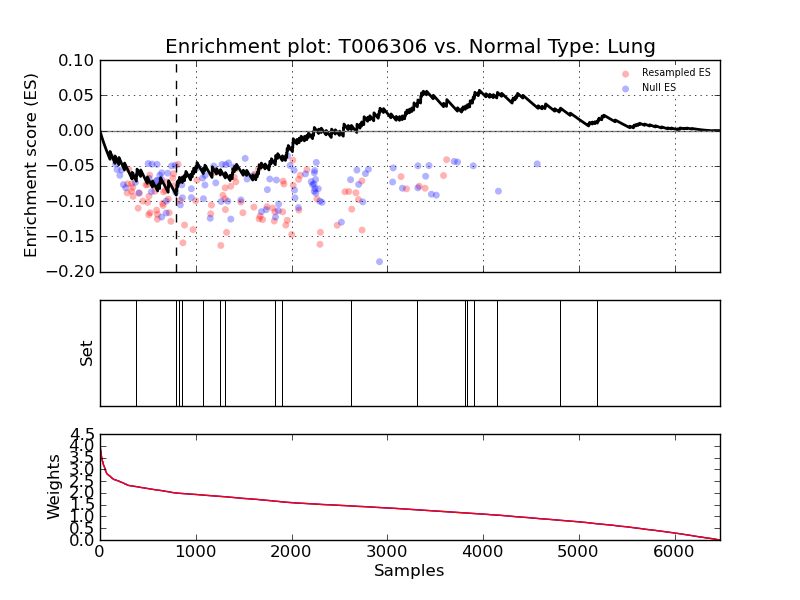 Enrichment plot: T006306 vs. Normal Type: Lung
Enrichment score (ES)
0.10
0.05
0.00
−0.05
−0.10
−0.15
−0.20
Resampled ES
Null ES
Set
Weights
4.5
4.0
3.5
3.0
2.5
2.0
1.5
1.0
0.5
0.0
0 1000 2000 3000 4000 5000 6000
Samples